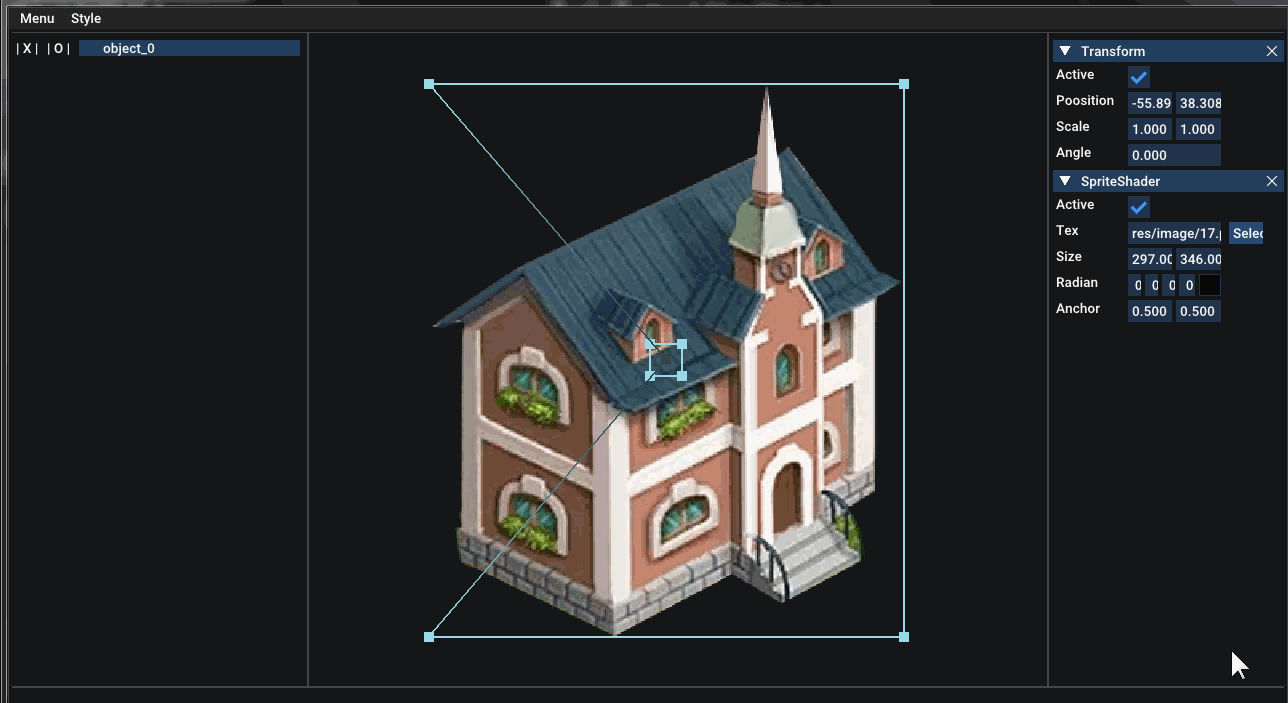 Menu Style
|X| |O| object_0
Transform
Active
Poosition -55.89 38.308
Scale 1.000 1.000
Angle 0.000
SpriteShader
Active
Tex res/image/17.p Selec
Size 297.00 346.00
Radian 0 0 0 0
Anchor 0.500 0.500